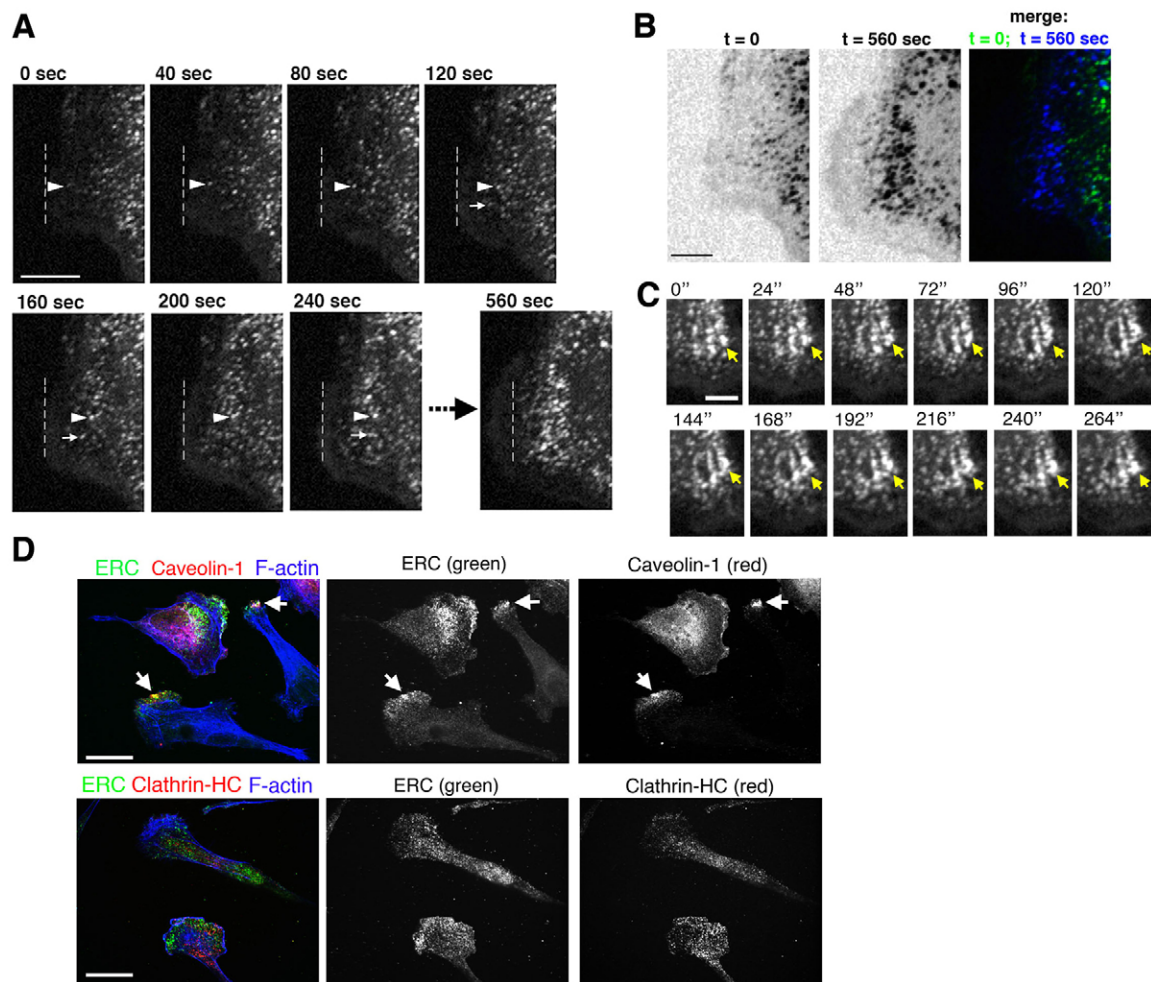 A
0 sec 40 sec 80 sec 120 sec
160 sec 200 sec 240 sec 560 sec
B
t = 0 t = 560 sec
merge:
t = 0; t = 560 sec
C
0’’ 24’’ 48’’ 72’’ 96’’ 120’’
144’’ 168’’ 192’’ 216’’ 240’’ 264’’
D
ERC Caveolin-1 F-actin ERC (green) Caveolin-1 (red)
ERC Clathrin-HC F-actin ERC (green) Clathrin-HC (red)